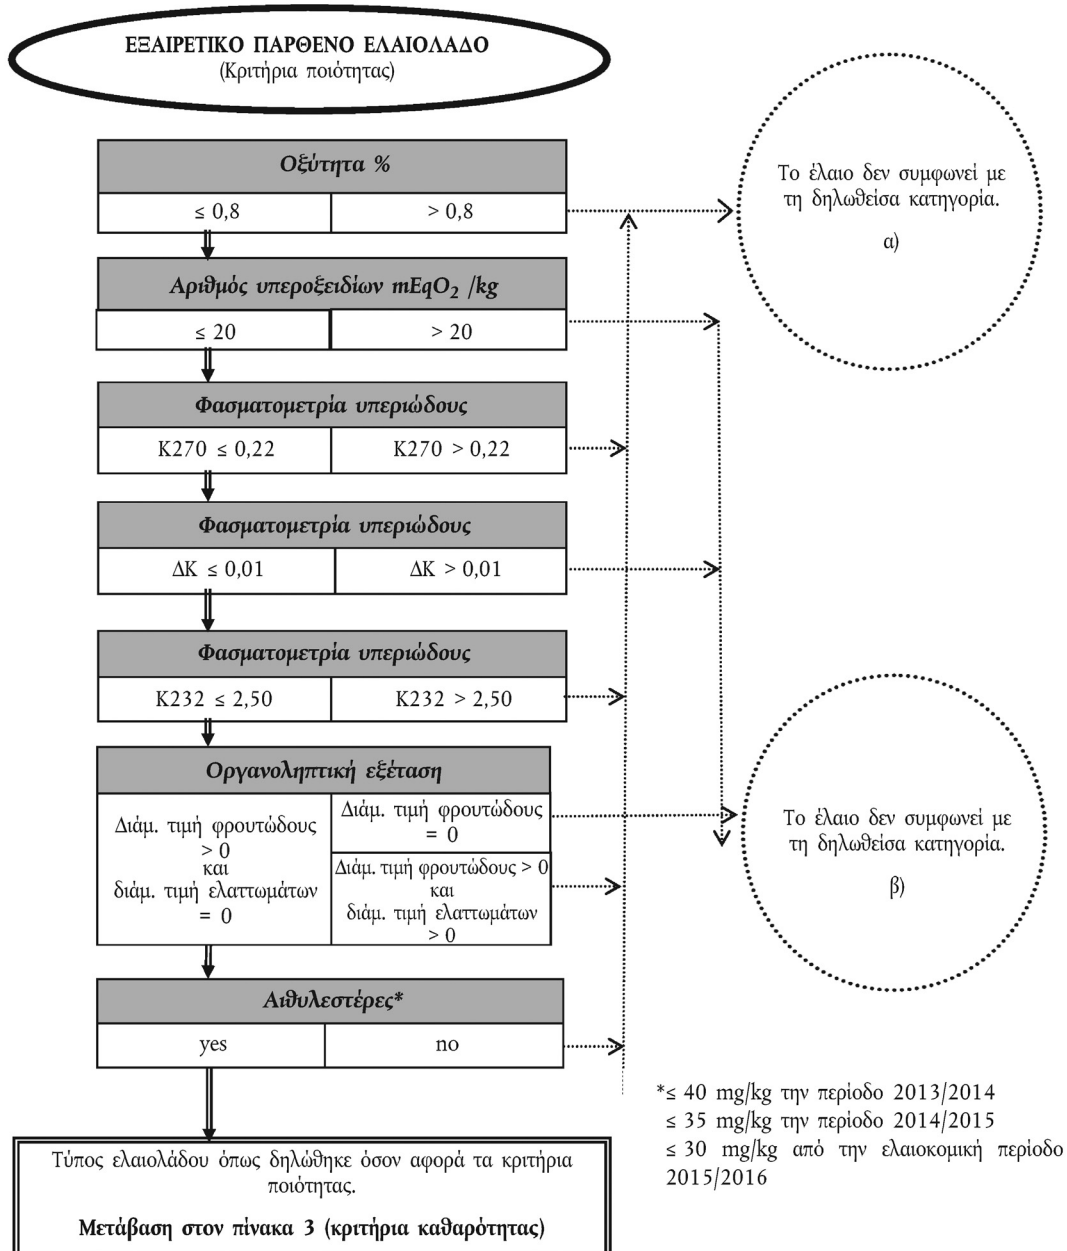 ΕΞΑΙΡΕΤΙΚΟ ΠΑΡΘΕΝΟ ΕΛΑΙΟΛΑΔΟ
(Κριτήρια ποιότητας)
Οξύτητα %
≤ 0,8
> 0,8
Το έλαιο δεν συμφωνεί με
τη δηλωθείσα κατηγορία.
α)
Αριθμός υπεροξειδίων mEqO₂ /kg
≤ 20
> 20
Φασματομετρία υπεριώδους
Κ270 ≤ 0,22
Κ270 > 0,22
Φασματομετρία υπεριώδους
ΔΚ ≤ 0,01
ΔΚ > 0,01
Φασματομετρία υπεριώδους
Κ232 ≤ 2,50
Κ232 > 2,50
Οργανοληπτική εξέταση
Διάμ. τιμή φρουτώδους
> 0
και
διάμ. τιμή ελαττωμάτων
= 0
Διάμ. τιμή φρουτώδους
= 0
Διάμ. τιμή φρουτώδους > 0
και
διάμ. τιμή ελαττωμάτων
> 0
Το έλαιο δεν συμφωνεί με
τη δηλωθείσα κατηγορία.
β)
Αιθυλεστέρες*
yes
no
*≤ 40 mg/kg την περίοδο 2013/2014
≤ 35 mg/kg την περίοδο 2014/2015
≤ 30 mg/kg από την ελαιοκομική περίοδο
2015/2016
Τύπος ελαιολάδου όπως δηλώθηκε όσον αφορά τα κριτήρια
ποιότητας.
Μετάβαση στον πίνακα 3 (κριτήρια καθαρότητας)